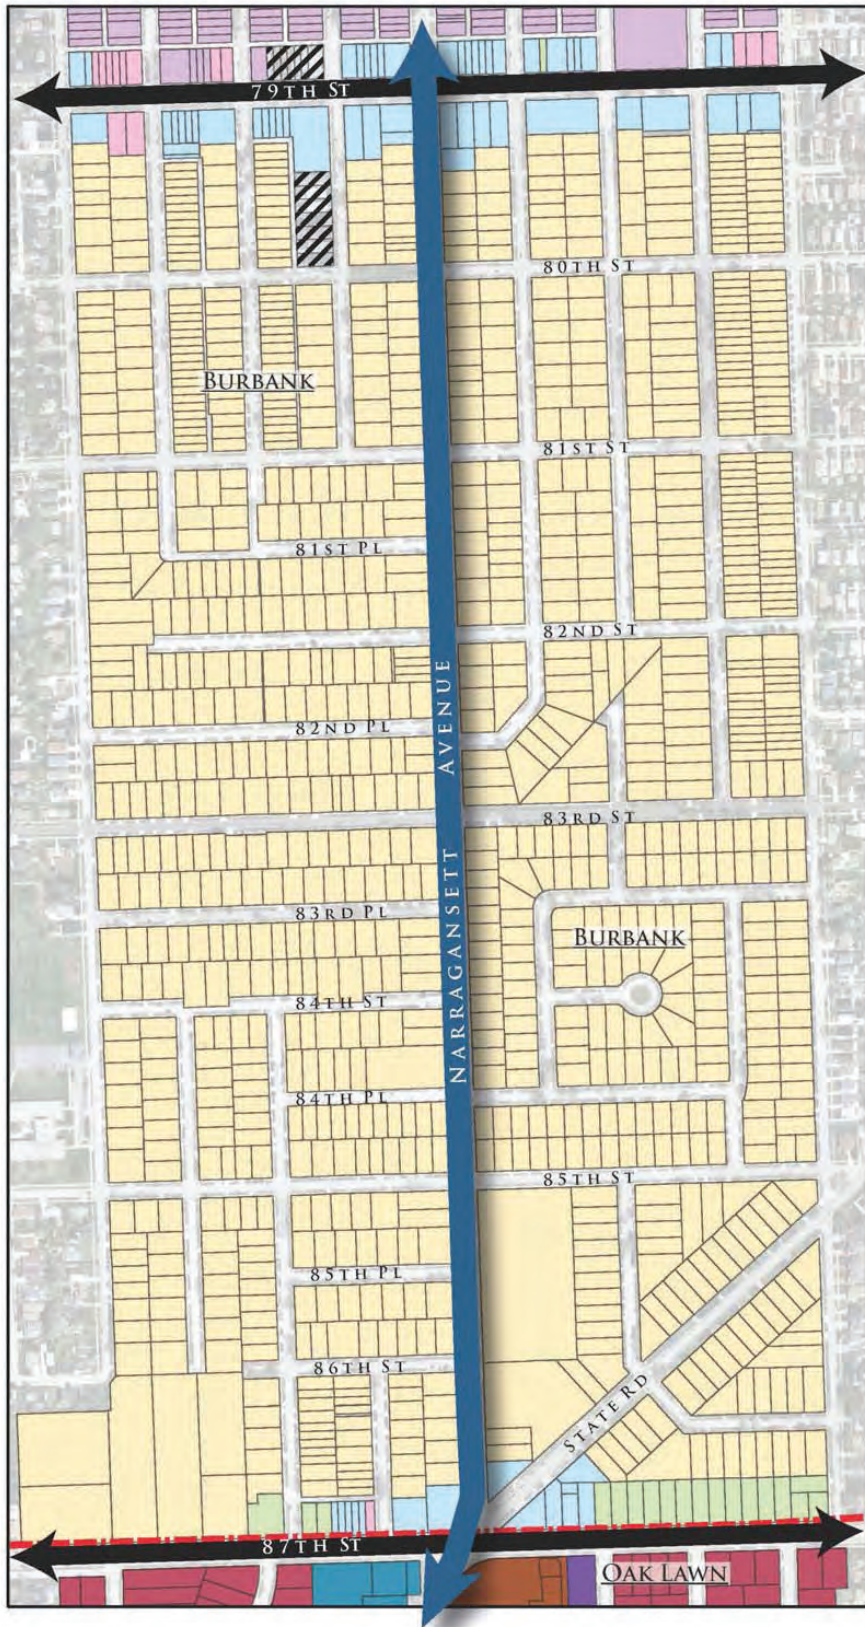 79TH ST
80TH ST
BURBANK
81ST ST
81ST PL
82ND ST
82ND PL
NARRAGANSETT AVENUE
83RD ST
83RD PL
BURBANK
84TH ST
84TH PL
85TH ST
85TH PL
86TH ST
STATE RD
87TH ST
OAK LAWN